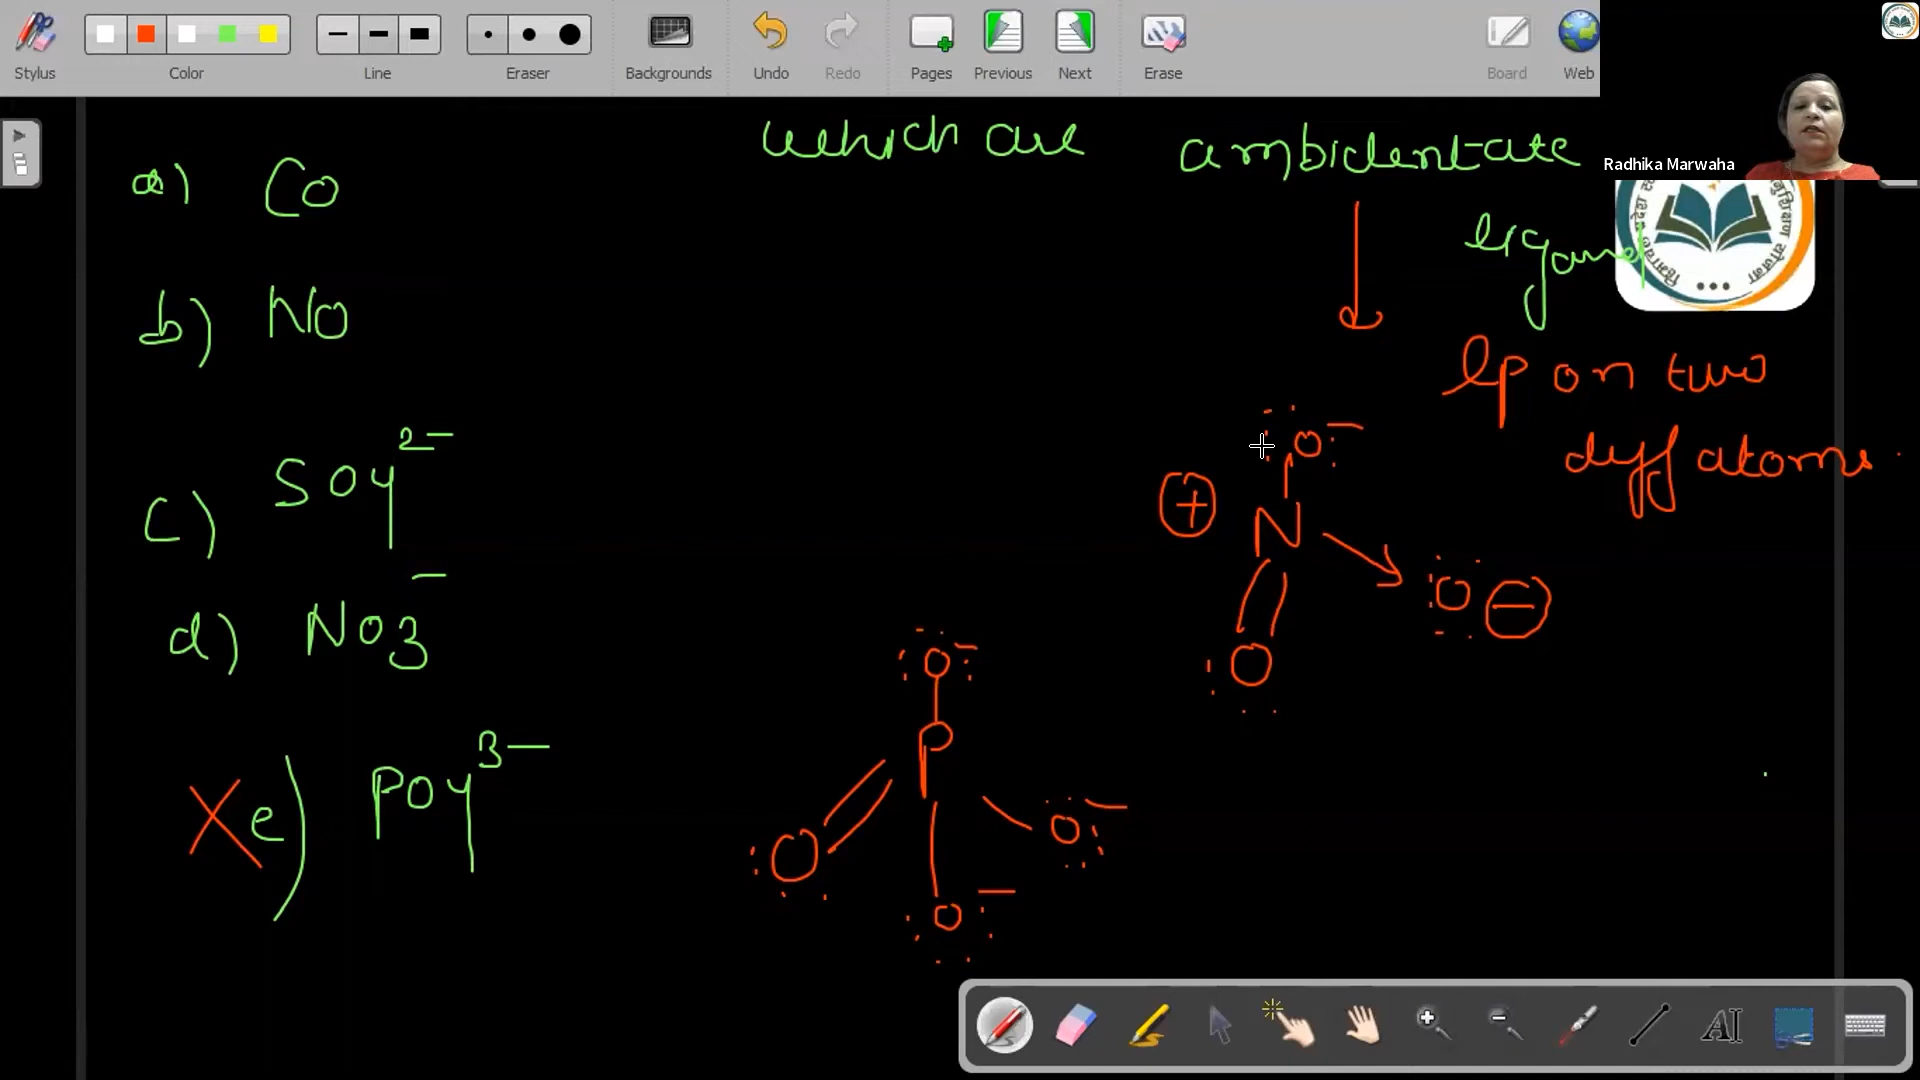 Stylus Color Line Eraser Backgrounds Undo Redo Pages Previous Next Erase Board Web
Radhika Marwaha
which are ambidentate
ligand
a) CO
b) NO
c) SO4 2-
d) NO3 -
X e) PO4 3-
lp on two
diff atoms.
O -
+ N
O -
O
O -
P
O
O -
O -
AI